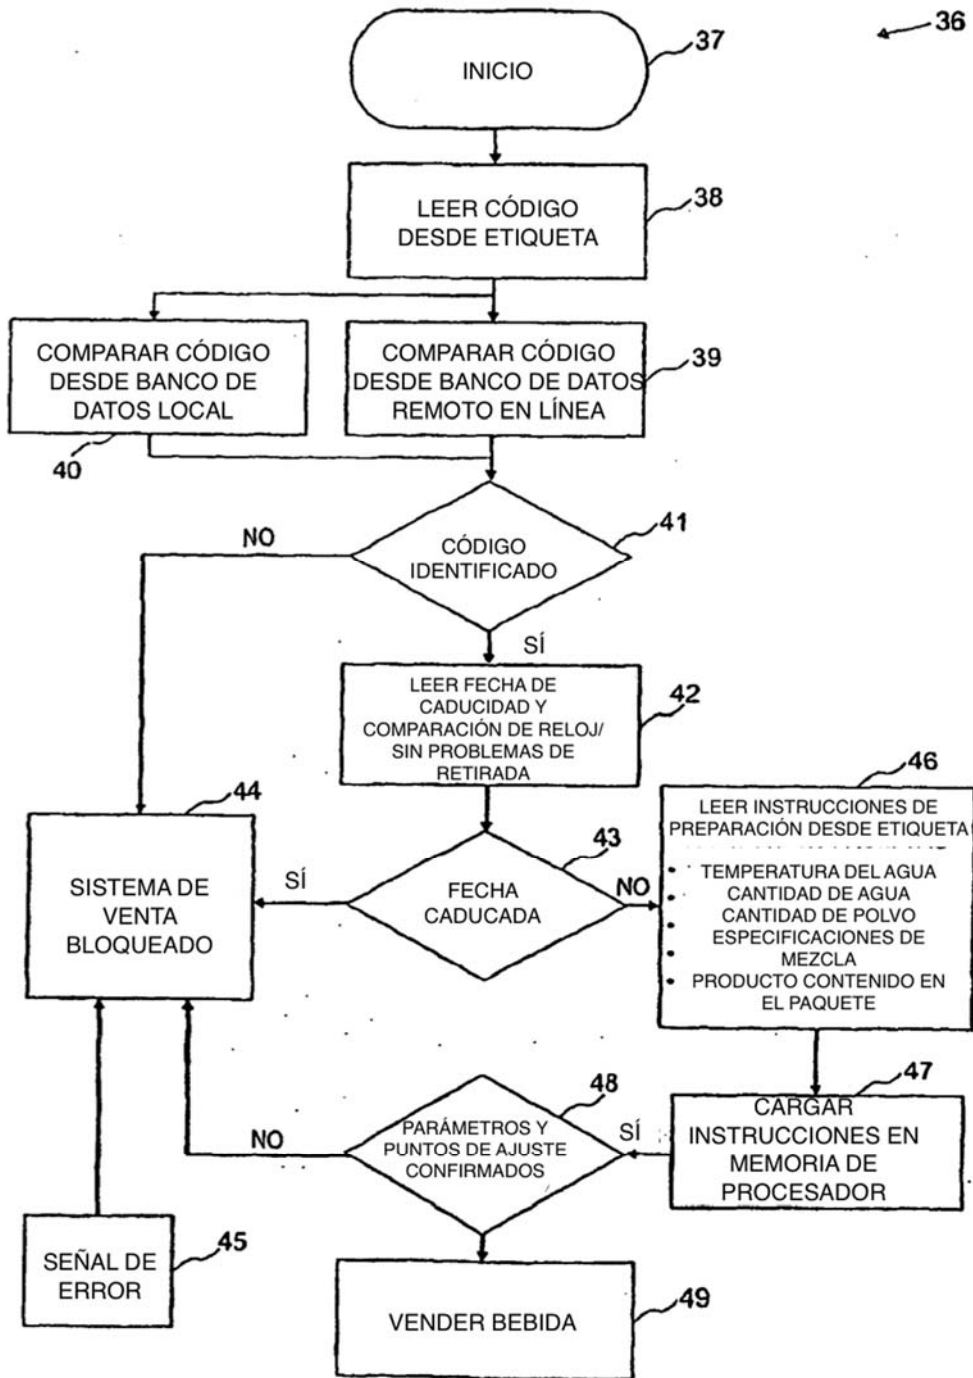 36
37
INICIO
38
LEER CÓDIGO
DESDE ETIQUETA
COMPARAR CÓDIGO
DESDE BANCO DE
DATOS LOCAL
40
COMPARAR CÓDIGO
DESDE BANCO DE DATOS
REMOTO EN LÍNEA
39
41
NO
CÓDIGO
IDENTIFICADO
SÍ
LEER FECHA DE
CADUCIDAD Y
COMPARACIÓN DE RELOJ/
SIN PROBLEMAS DE
RETIRADA
42
44
SISTEMA DE
VENTA
BLOQUEADO
SÍ
43
FECHA
CADUCADA
NO
46
LEER INSTRUCCIONES DE
PREPARACIÓN DESDE ETIQUETA
• TEMPERATURA DEL AGUA
• CANTIDAD DE AGUA
CANTIDAD DE POLVO
• ESPECIFICACIONES DE
MEZCLA
• PRODUCTO CONTENIDO EN
EL PAQUETE
47
CARGAR
INSTRUCCIONES EN
MEMORIA DE
PROCESADOR
48
SÍ
PARÁMETROS Y
PUNTOS DE AJUSTE
CONFIRMADOS
NO
45
SEÑAL DE
ERROR
VENDER BEBIDA
49